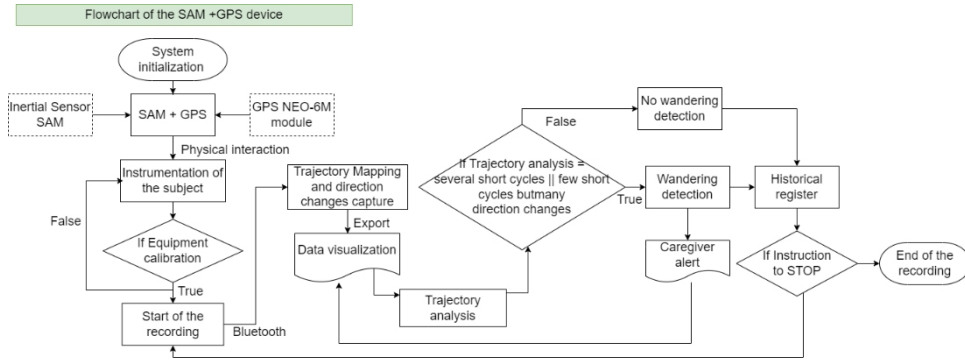 Flowchart of the SAM +GPS device
System
initialization
Inertial Sensor
SAM
SAM + GPS
GPS NEO-6M
module
Physical interaction
Instrumentation of
the subject
False
If Equipment
calibration
True
Start of the
recording
Bluetooth
Trajectory Mapping
and direction
changes capture
Export
Data visualization
Trajectory
analysis
If Trajectory analysis =
several short cycles || few short
cycles butmany
direction changes
False
No wandering
detection
True
Wandering
detection
Caregiver
alert
Historical
register
If Instruction
to STOP
End of the
recording